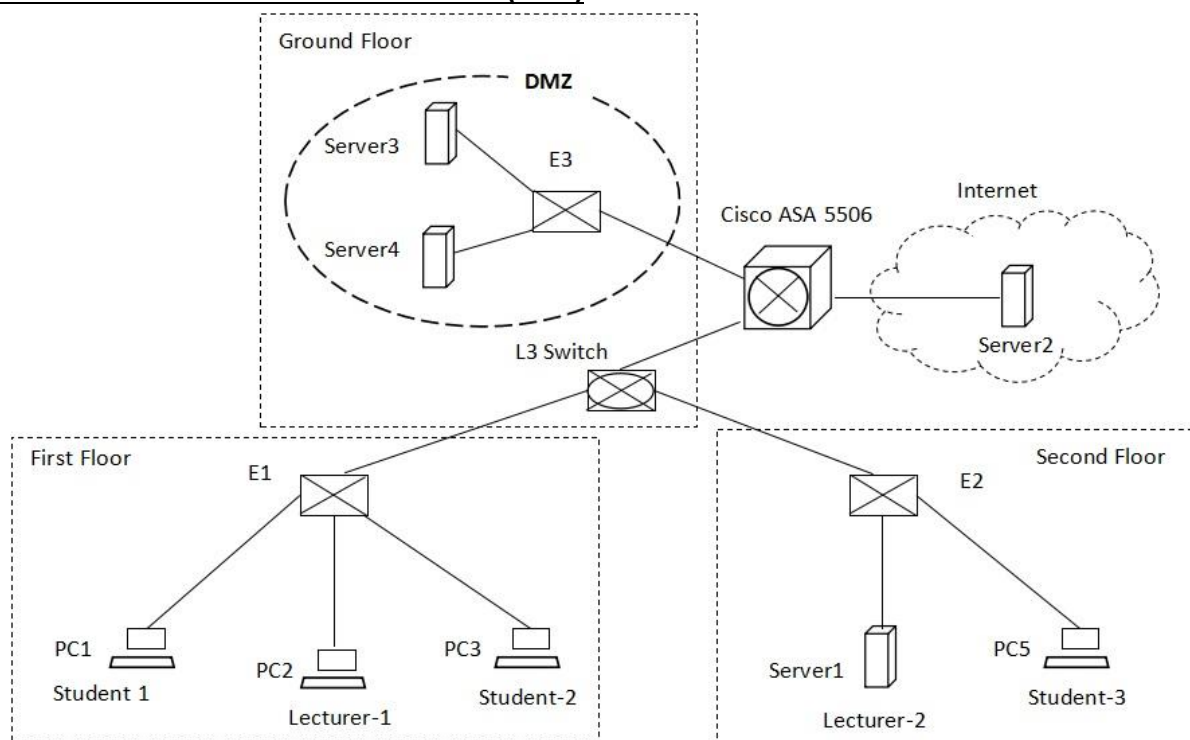 Ground Floor
DMZ
Server3
E3
Server4
Cisco ASA 5506
Internet
Server2
L3 Switch
First Floor
E1
PC1
Student 1
PC2
Lecturer-1
PC3
Student-2
Second Floor
E2
Server1
Lecturer-2
PC5
Student-3